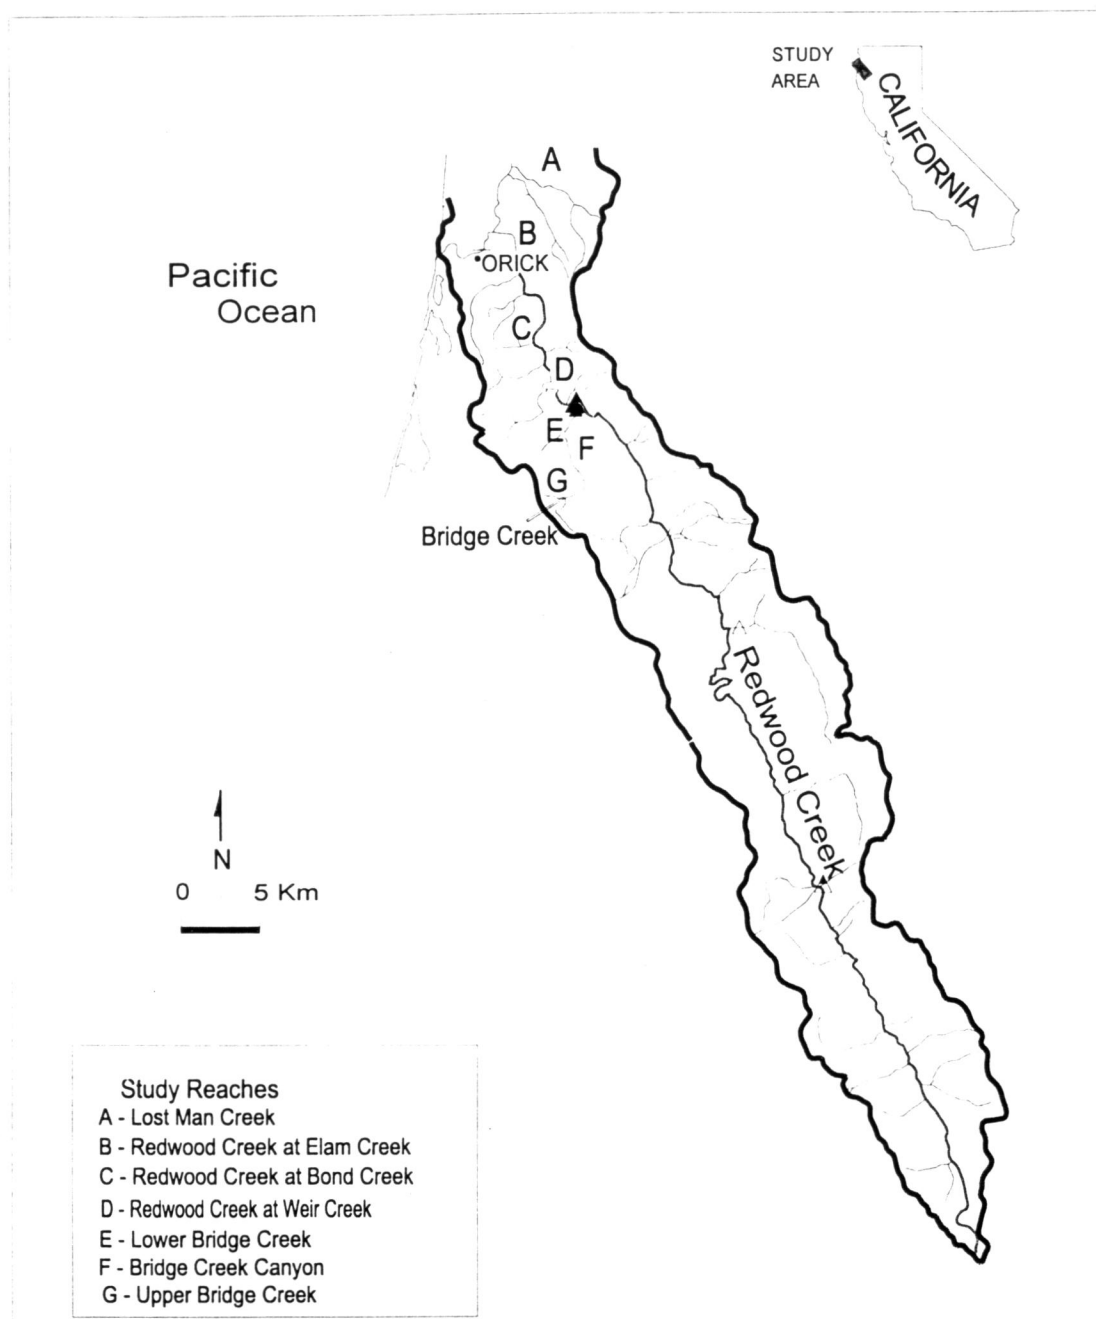 STUDY
AREA
CALIFORNIA
A
B
ORICK
Pacific
Ocean
C
D
E
F
G
Bridge Creek
Redwood Creek
N
0 5 Km
Study Reaches
A - Lost Man Creek
B - Redwood Creek at Elam Creek
C - Redwood Creek at Bond Creek
D - Redwood Creek at Weir Creek
E - Lower Bridge Creek
F - Bridge Creek Canyon
G - Upper Bridge Creek